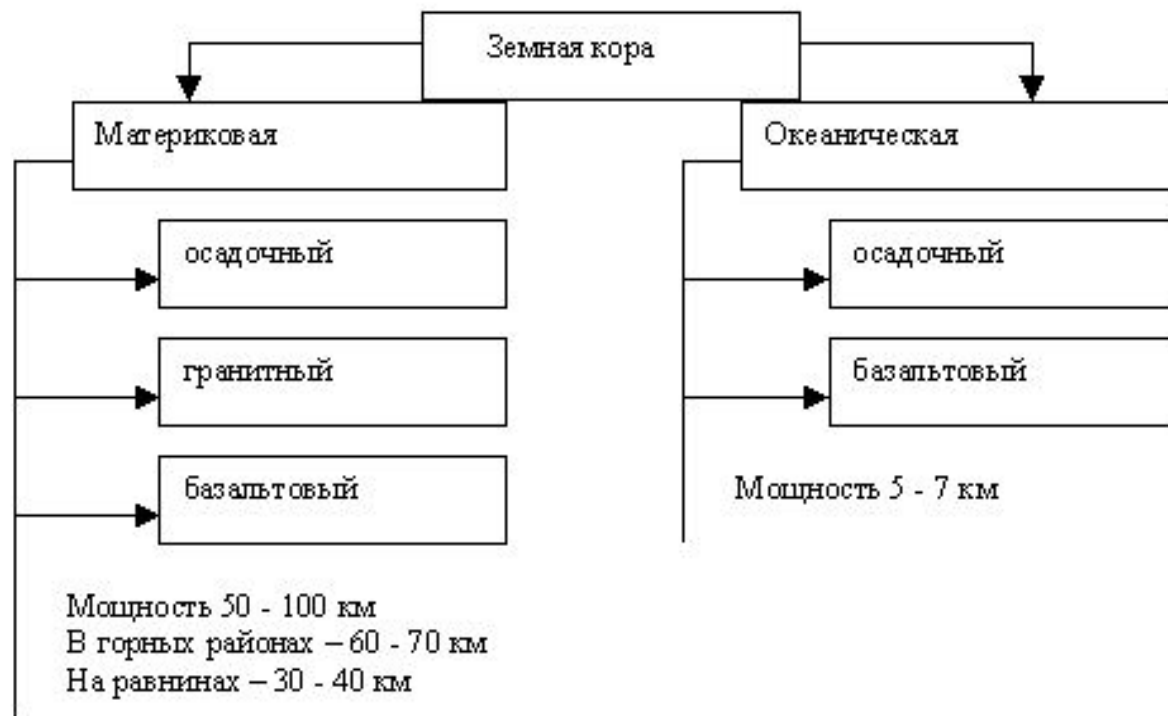 Земная кора
Материковая
осадочный
гранитный
базальтовый
Мощность 50 - 100 км
В горных районах – 60 - 70 км
На равнинах – 30 - 40 км
Океаническая
осадочный
базальтовый
Мощность 5 - 7 км